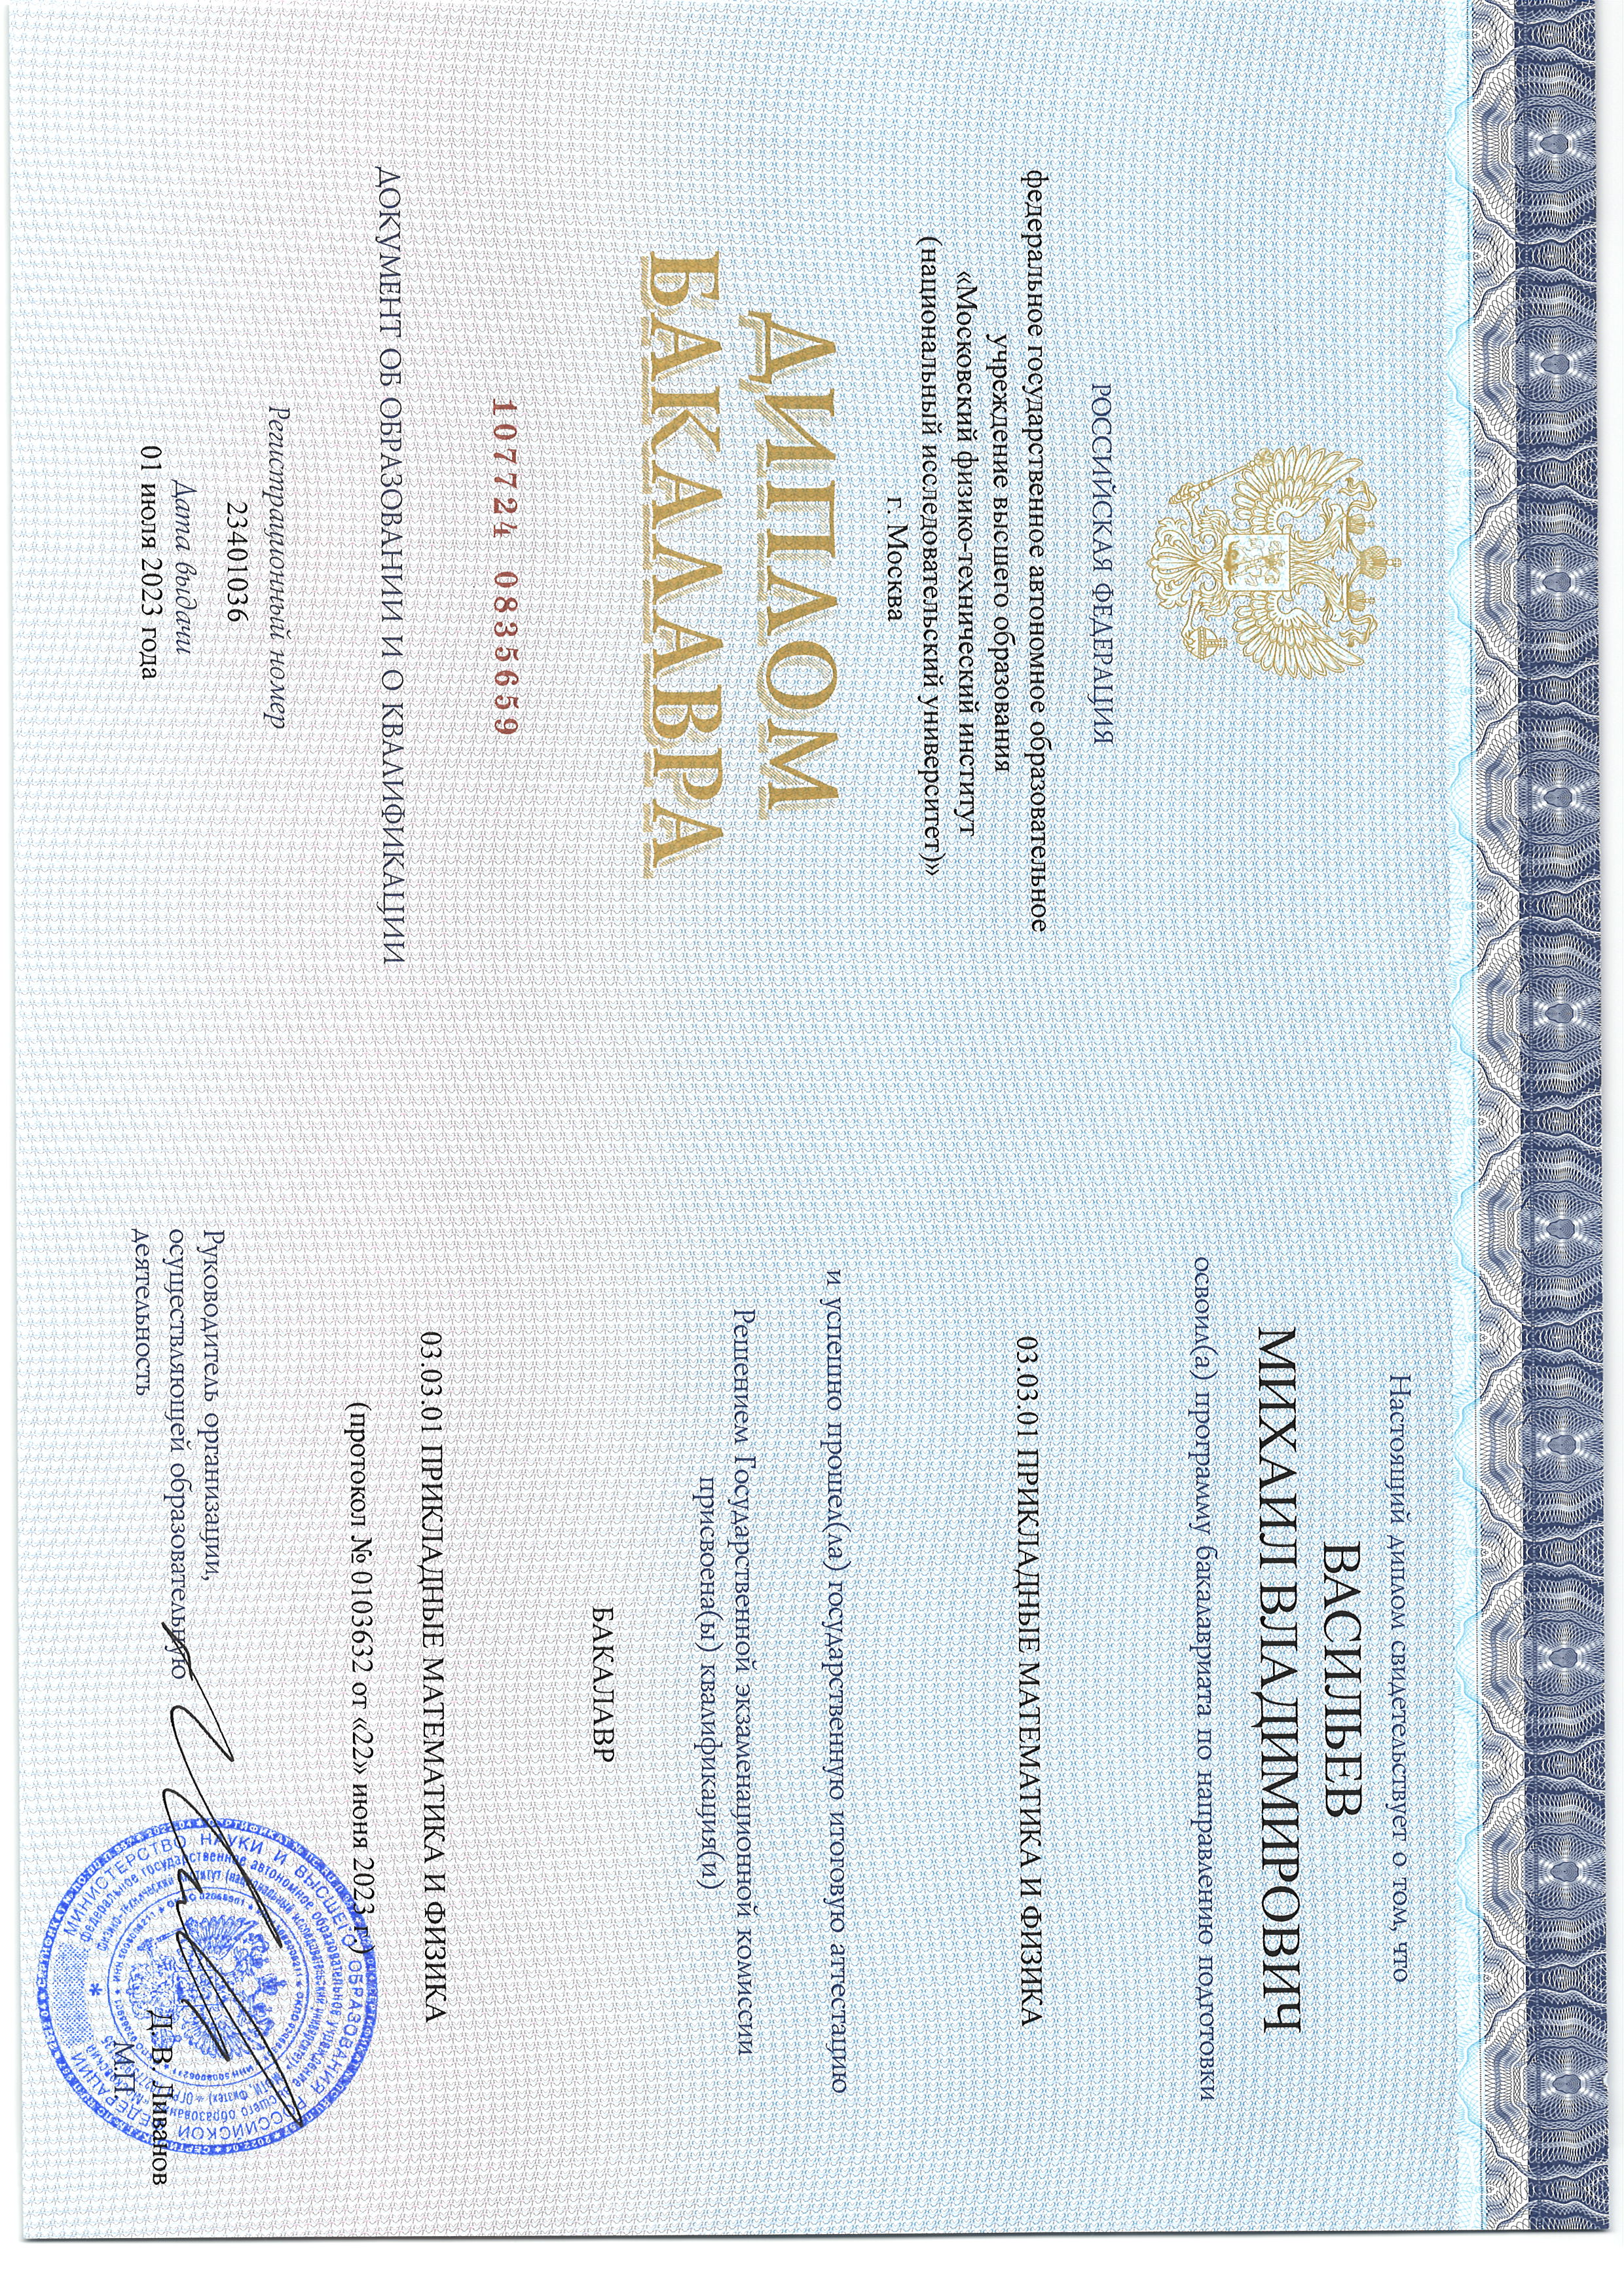 РОССИЙСКАЯ ФЕДЕРАЦИЯ
федеральное государственное автономное образовательное
учреждение высшего образования
«Московский физико-технический институт
(национальный исследовательский университет)»
г. Москва
ДИПЛОМ
БАКАЛАВРА
107724 0835659
ДОКУМЕНТ ОБ ОБРАЗОВАНИИ И О КВАЛИФИКАЦИИ
Регистрационный номер
23401036
Дата выдачи
01 июля 2023 года
Настоящий диплом свидетельствует о том, что
ВАСИЛЬЕВ
МИХАИЛ ВЛАДИМИРОВИЧ
освоил(а) программу бакалавриата по направлению подготовки
03.03.01 ПРИКЛАДНЫЕ МАТЕМАТИКА И ФИЗИКА
и успешно прошел(ла) государственную итоговую аттестацию
Решением Государственной экзаменационной комиссии
присвоена(ы) квалификация(и)
БАКАЛАВР
03.03.01 ПРИКЛАДНЫЕ МАТЕМАТИКА И ФИЗИКА
(протокол № 0103632 от «22» июня 2023 г.)
Руководитель организации,
осуществляющей образовательную
деятельность
Д. В. Ливанов
М.П.
МИНИСТЕРСТВО НАУКИ И ВЫСШЕГО ОБРАЗОВАНИЯ РОССИЙСКОЙ ФЕДЕРАЦИИ